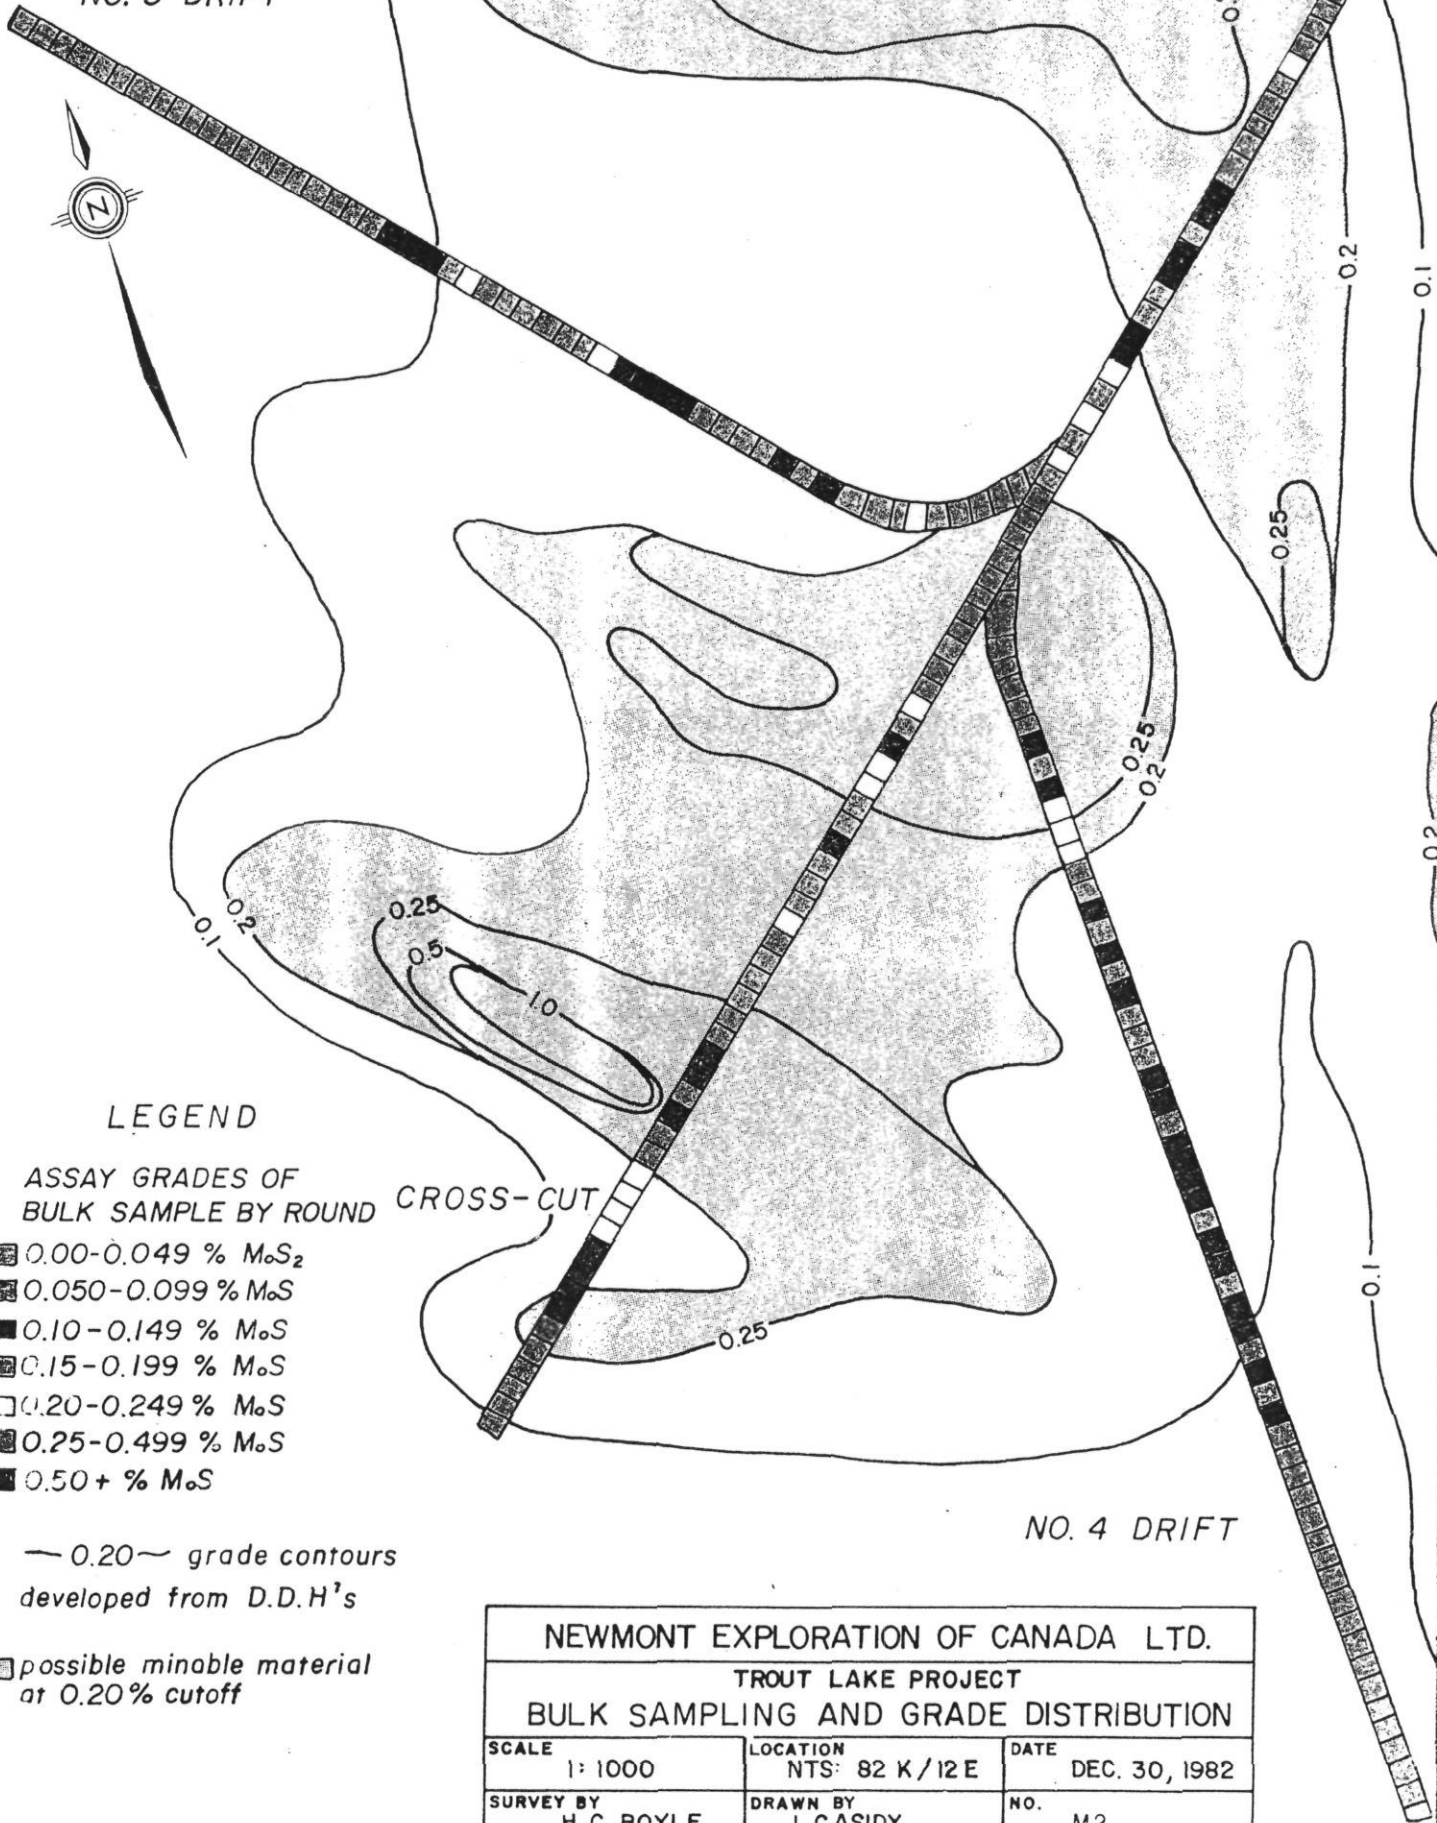 DRIFT
N
0.2
0.1
0.25
0.25
0.2
0.2
0.2
0.1
0.25
0.5
1.0
0.1
0.25
CROSS-CUT
NO. 4 DRIFT
LEGEND
ASSAY GRADES OF
BULK SAMPLE BY ROUND
0.00-0.049 % MoS2
0.050-0.099 % MoS
0.10-0.149 % MoS
0.15-0.199 % MoS
0.20-0.249 % MoS
0.25-0.499 % MoS
0.50+ % MoS
0.20 grade contours
developed from D.D.H's
possible minable material
at 0.20% cutoff
NEWMONT EXPLORATION OF CANADA LTD.
TROUT LAKE PROJECT
BULK SAMPLING AND GRADE DISTRIBUTION
SCALE
1:1000
LOCATION
NTS: 82 K/12E
DATE
DEC. 30, 1982
SURVEY BY
H.C. BOYLE
DRAWN BY
NO.